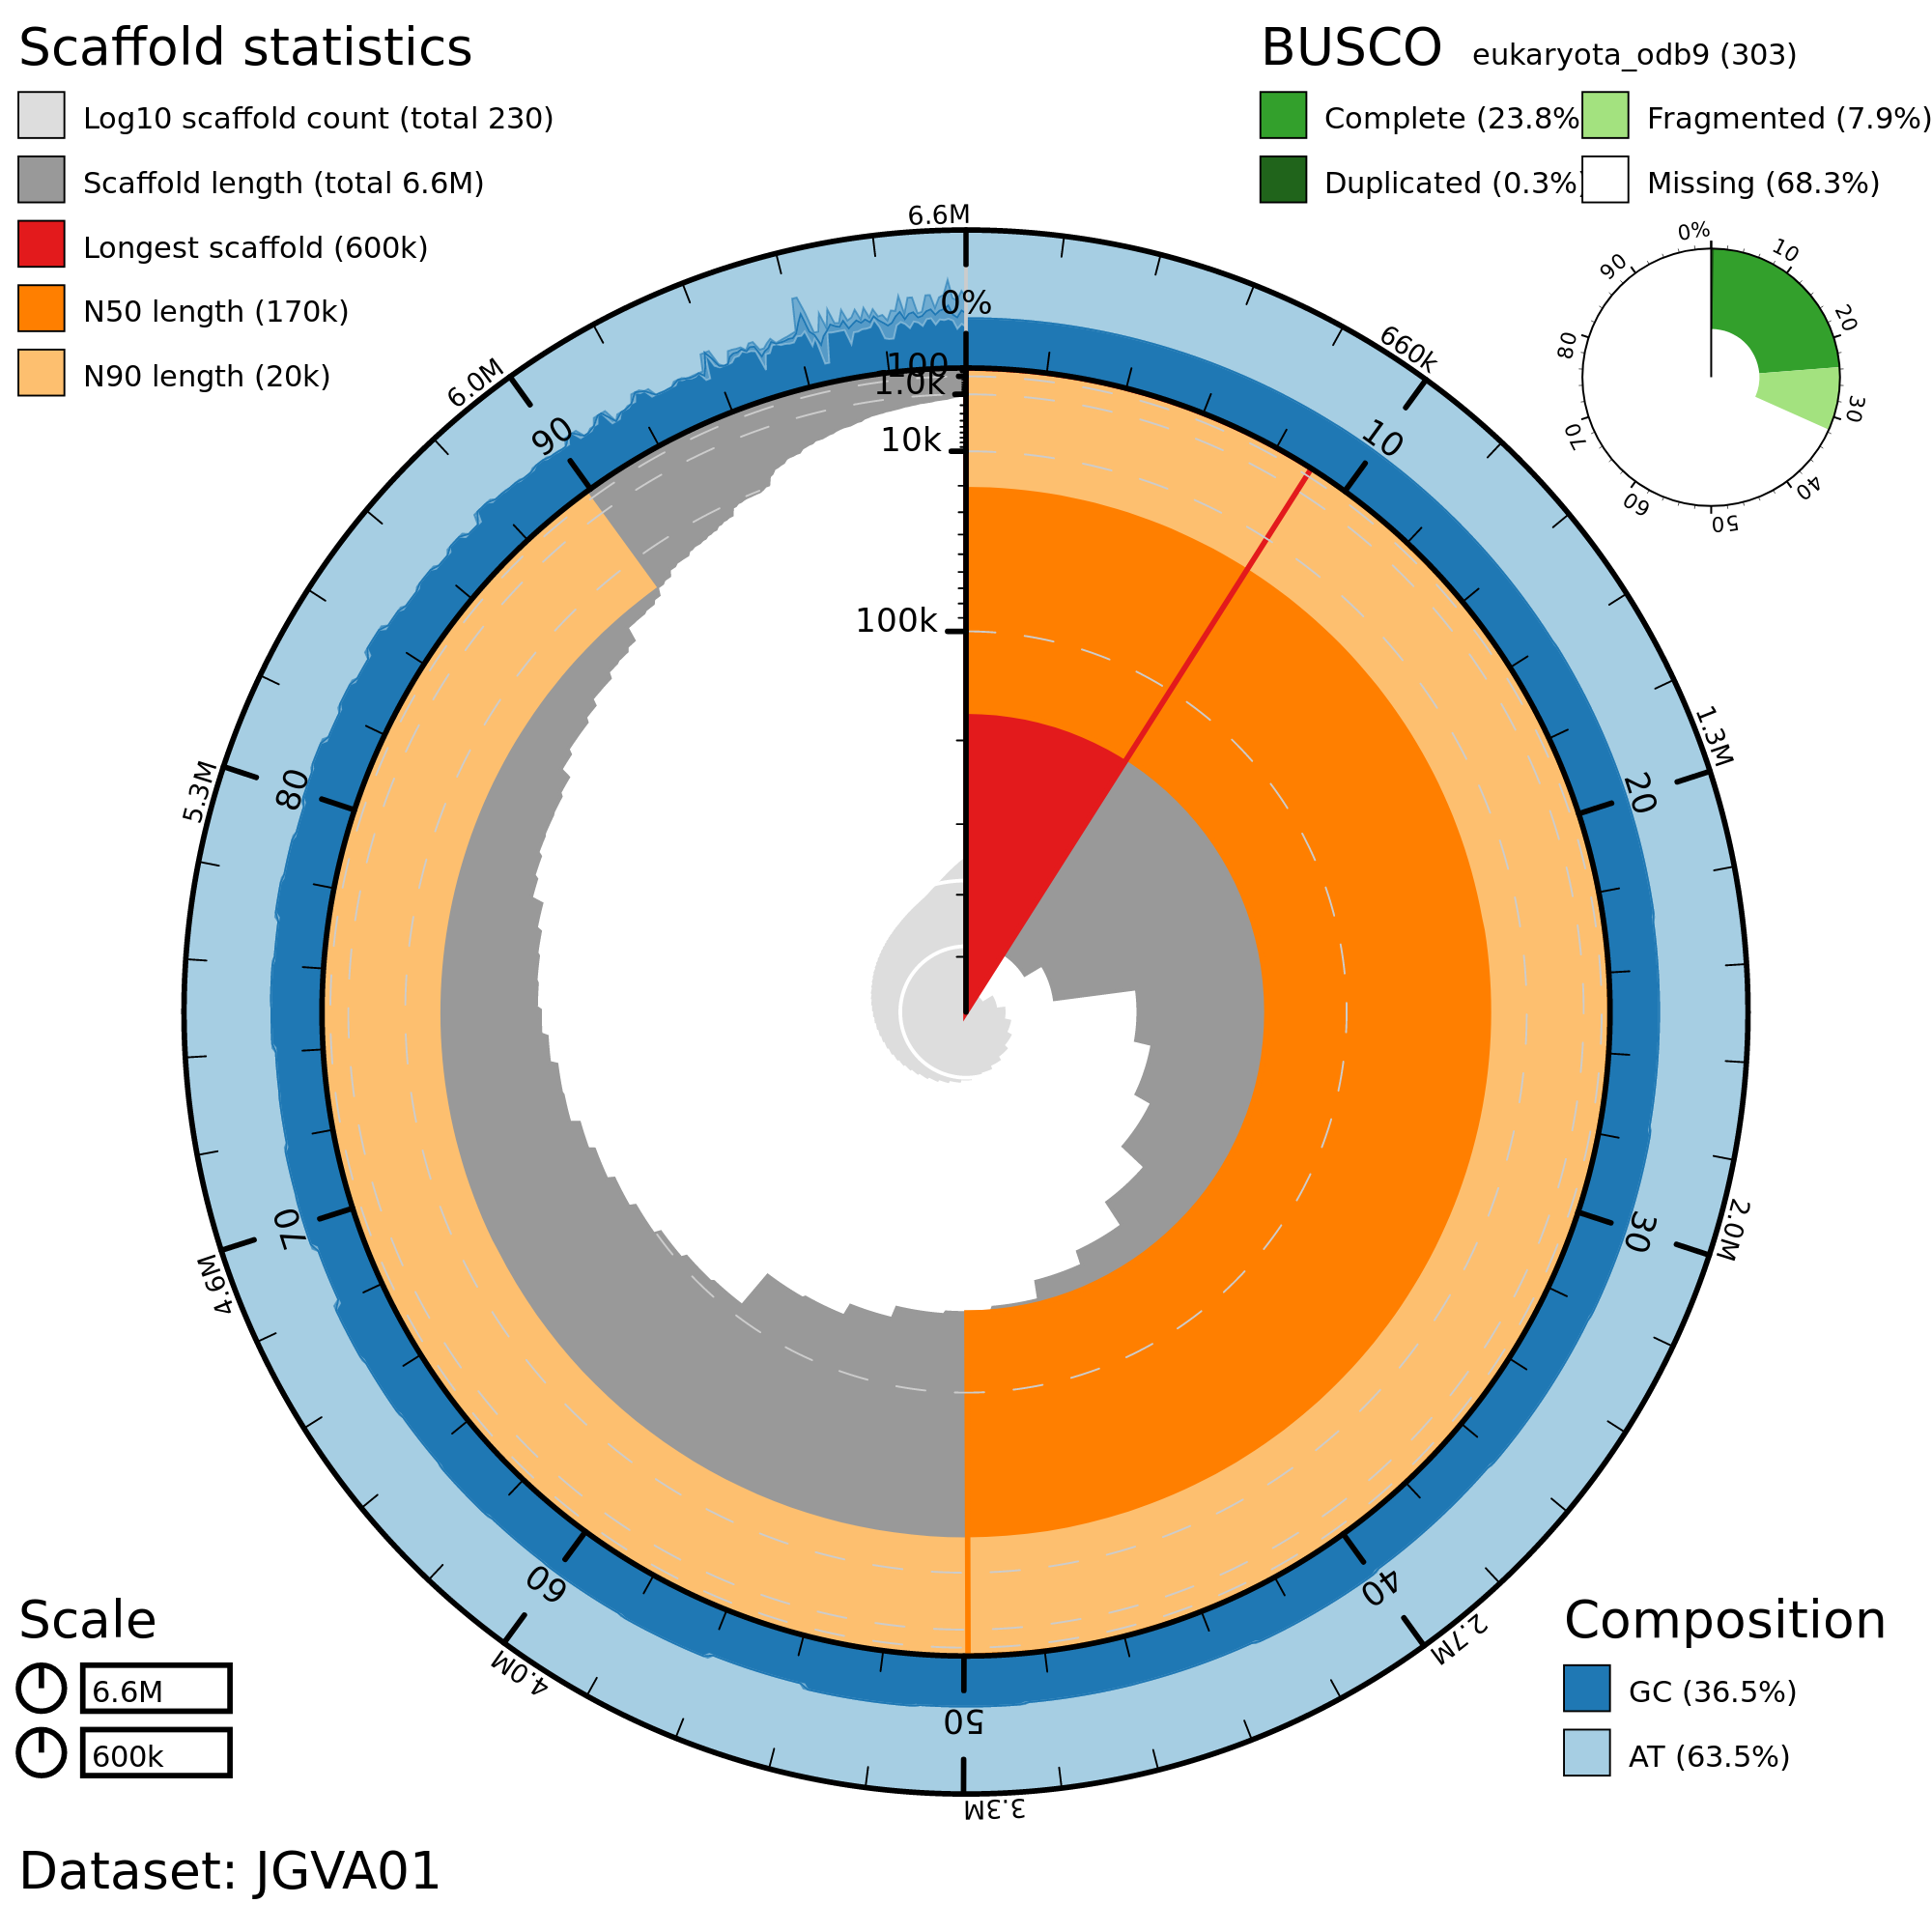 Scaffold statistics
Log10 scaffold count (total 230)
Scaffold length (total 6.6M)
Longest scaffold (600k)
N50 length (170k)
N90 length (20k)
BUSCO eukaryota_odb9 (303)
Complete (23.8% Fragmented (7.9%)
Duplicated (0.3%) Missing (68.3%)
0%
10
20
30
40
50
60
70
80
90
6.6M
660k
1.3M
2.0M
2.7M
3.3M
4.0M
4.6M
5.3M
6.0M
0%
10
20
30
40
50
60
70
80
90
100
1.0k
10k
100k
Scale
6.6M
600k
Composition
GC (36.5%)
AT (63.5%)
Dataset: JGVA01